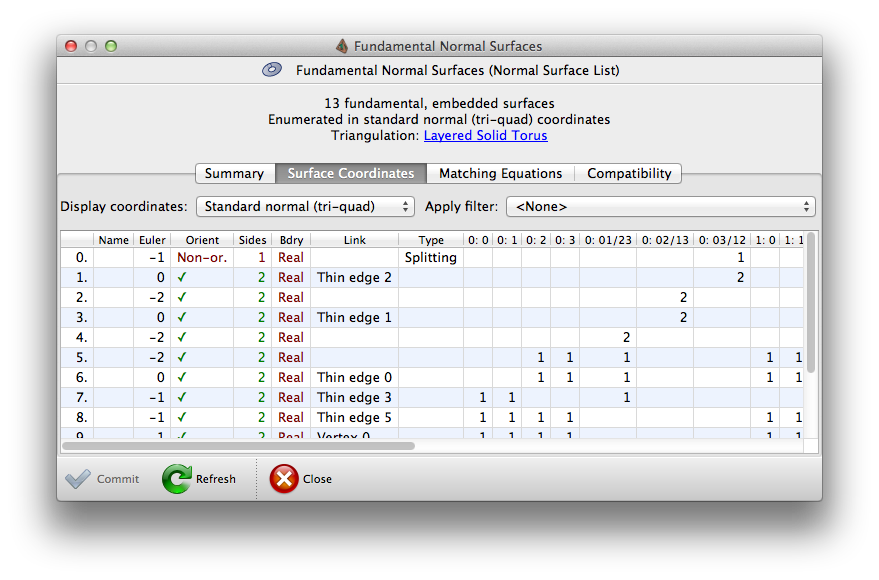 Fundamental Normal Surfaces
Fundamental Normal Surfaces (Normal Surface List)
13 fundamental, embedded surfaces
Enumerated in standard normal (tri-quad) coordinates
Triangulation: Layered Solid Torus
Summary Surface Coordinates Matching Equations Compatibility
Display coordinates: Standard normal (tri-quad) Apply filter: <None>
Name Euler Orient Sides Bdry Link Type 0: 0 0: 1 0: 2 0: 3 0: 01/23 0: 02/13 0: 03/12 1: 0 1: 1
0. -1 Non-or. 1 Real Splitting 1
1. 0 ✓ 2 Real Thin edge 2 2
2. -2 ✓ 2 Real 2
3. 0 ✓ 2 Real Thin edge 1 2
4. -2 ✓ 2 Real 2
5. -2 ✓ 2 Real 1 1 1 1 1
6. 0 ✓ 2 Real Thin edge 0 1 1 1 1 1
7. -1 ✓ 2 Real Thin edge 3 1 1 1
8. -1 ✓ 2 Real Thin edge 5 1 1 1 1 1 1
9. 1 ✓ 2 Real Vertex 0 1 1 1 1 1 1
Commit Refresh Close